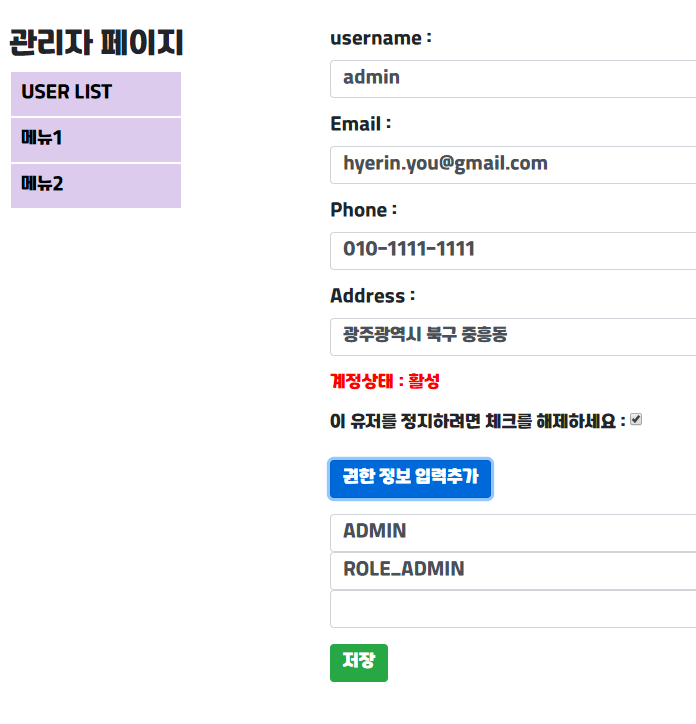 관리자 페이지
USER LIST
메뉴1
메뉴2
username :
admin
Email :
hyerin.you@gmail.com
Phone :
010-1111-1111
Address :
광주광역시 북구 중흥동
계정상태 : 활성
이 유저를 정지하려면 체크를 해제하세요 :
권한 정보 입력추가
ADMIN
ROLE_ADMIN
저장